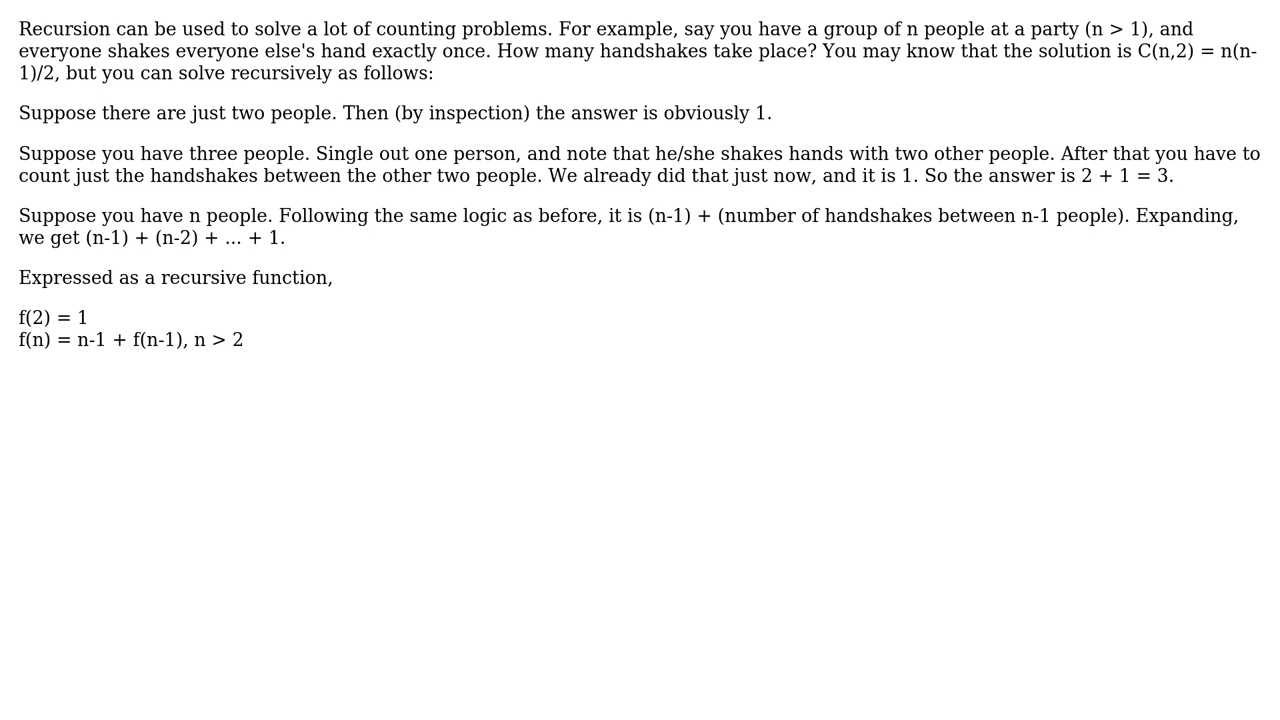 Recursion can be used to solve a lot of counting problems. For example, say you have a group of n people at a party (n > 1), and
everyone shakes everyone else's hand exactly once. How many handshakes take place? You may know that the solution is C(n,2) = n(n-
1)/2, but you can solve recursively as follows:
Suppose there are just two people. Then (by inspection) the answer is obviously 1.
Suppose you have three people. Single out one person, and note that he/she shakes hands with two other people. After that you have to
count just the handshakes between the other two people. We already did that just now, and it is 1. So the answer is 2 + 1 = 3.
Suppose you have n people. Following the same logic as before, it is (n-1) + (number of handshakes between n-1 people). Expanding,
we get (n-1) + (n-2) + ... + 1.
Expressed as a recursive function,
f(2) = 1
f(n) = n-1 + f(n-1), n > 2